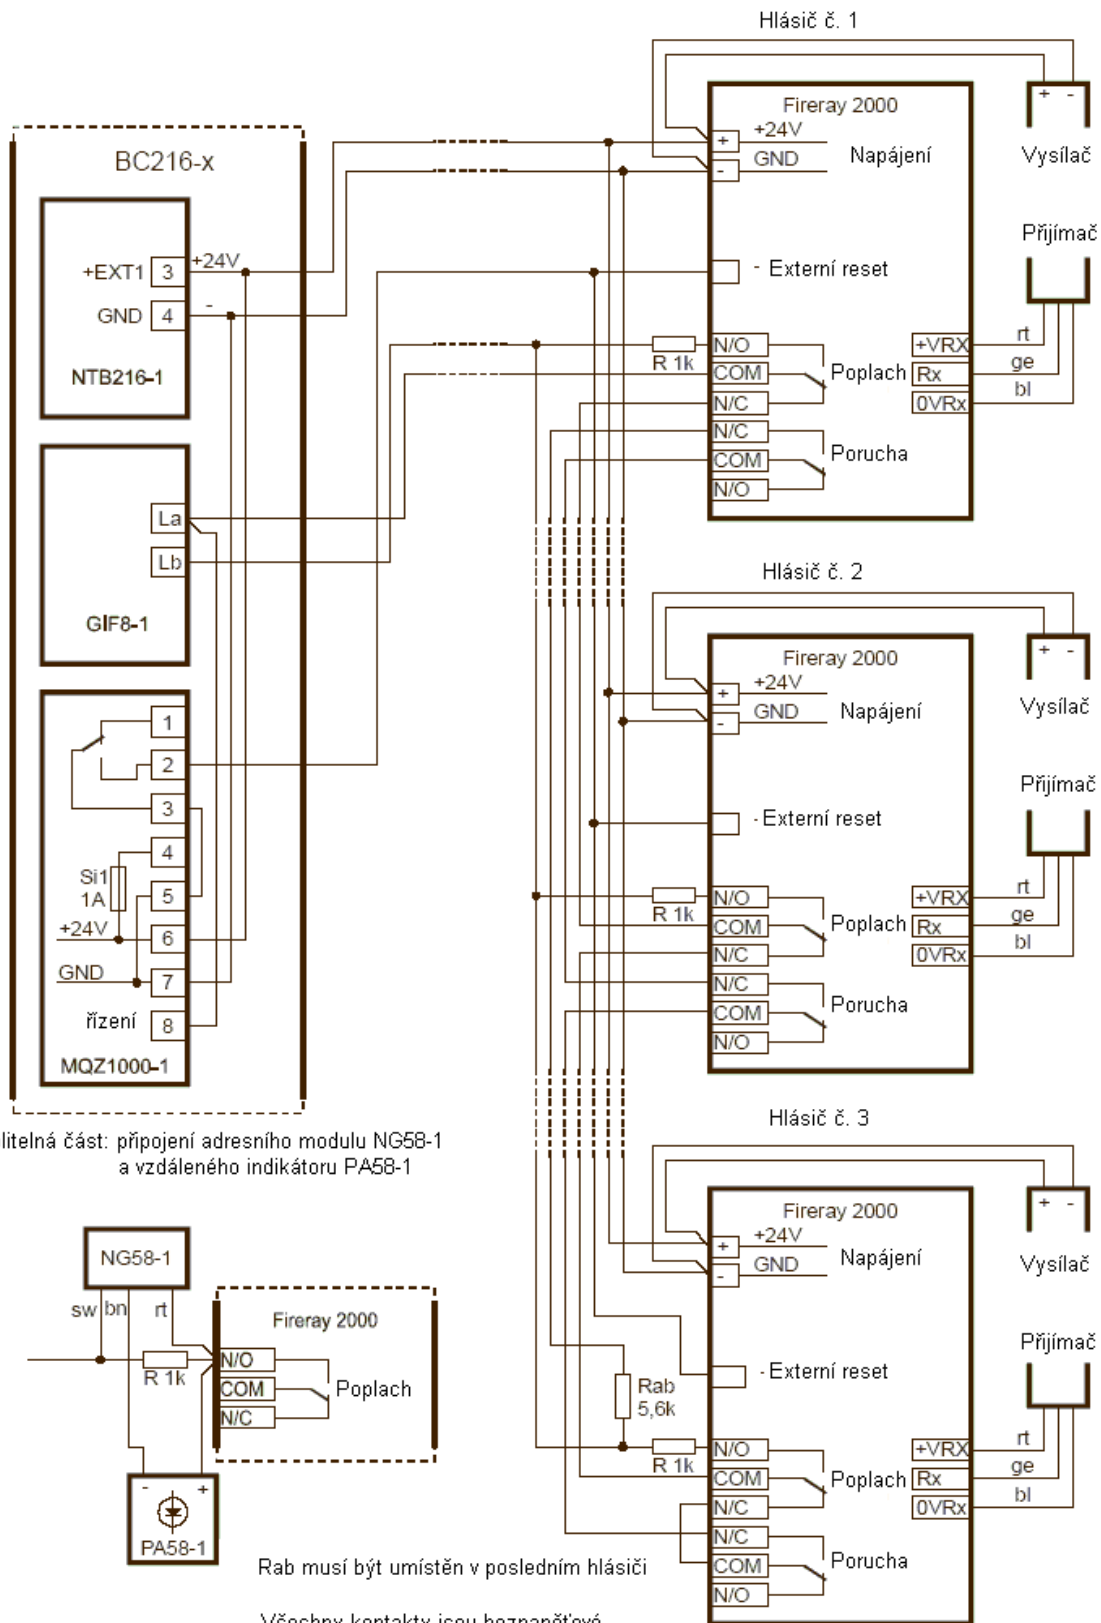 Hlásič č. 1
Fireray 2000
+ -
+ +24V
- GND
Napájení
Vysílač
Přijímač
- Externí reset
R 1k
N/O
COM
N/C
Poplach
N/C
COM
N/O
Porucha
+VRX rt
Rx ge
0VRx bl
BC216-x
+EXT1 3 +24V
GND 4 -
NTB216-1
La
Lb
GIF8-1
1
2
3
4
Si1
1A
5
+24V 6
GND 7
řízení 8
MQZ1000-1
Hlásič č. 2
Fireray 2000
+ -
+ +24V
- GND
Napájení
Vysílač
Přijímač
- Externí reset
R 1k
N/O
COM
N/C
Poplach
N/C
COM
N/O
Porucha
+VRX rt
Rx ge
0VRx bl
litelná část: připojení adresního modulu NG58-1
a vzdáleného indikátoru PA58-1
NG58-1
sw bn rt
R 1k
Fireray 2000
N/O
COM
N/C
Poplach
- +
PA58-1
Hlásič č. 3
Fireray 2000
+ -
+ +24V
- GND
Napájení
Vysílač
Přijímač
- Externí reset
Rab
5,6k
R 1k
N/O
COM
N/C
Poplach
N/C
COM
N/O
Porucha
+VRX rt
Rx ge
0VRx bl
Rab musí být umístěn v posledním hlásiči
Všechny kontakty jsou beznapěťové